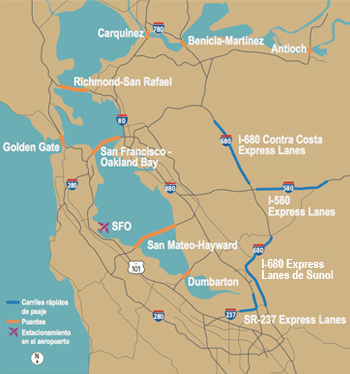 780
Carquinez
Benicia-Martinez
Antioch
Richmond-San Rafael
80
680
I-680 Contra Costa
Express Lanes
Golden Gate
San Francisco -
Oakland Bay
280
880
580
I-580
Express Lanes
SFO
San Mateo-Hayward
680
101
I-680 Express
Lanes de Sunol
Dumbarton
Carriles rápidos
de peaje
Puentes
Estacionamiento
en el aeropuerto
280
237
SR-237 Express Lanes
N